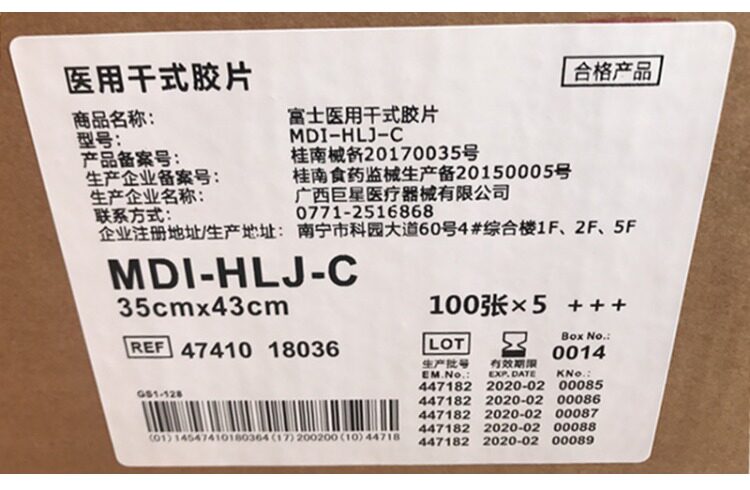 医用干式胶片
合格产品
商品名称: 富士医用干式胶片
型号: MDI-HLJ-C
产品备案号: 桂南械备20170035号
生产企业备案号: 桂南食药监械生产备20150005号
生产企业名称: 广西巨星医疗器械有限公司
联系方式: 0771-2516868
企业注册地址/生产地址: 南宁市科园大道60号4#综合楼1F、2F、5F
MDI-HLJ-C
35cmx43cm 100张×5 +++
REF 47410 18036
LOT Box No.:
生产批号 有效期限 0014
EM.No.: EXP.DATE KNo.:
447182 2020-02 00085
447182 2020-02 00086
447182 2020-02 00087
447182 2020-02 00088
447182 2020-02 00089
GS1-128
(01)14547410180364(17)200200(10)44718